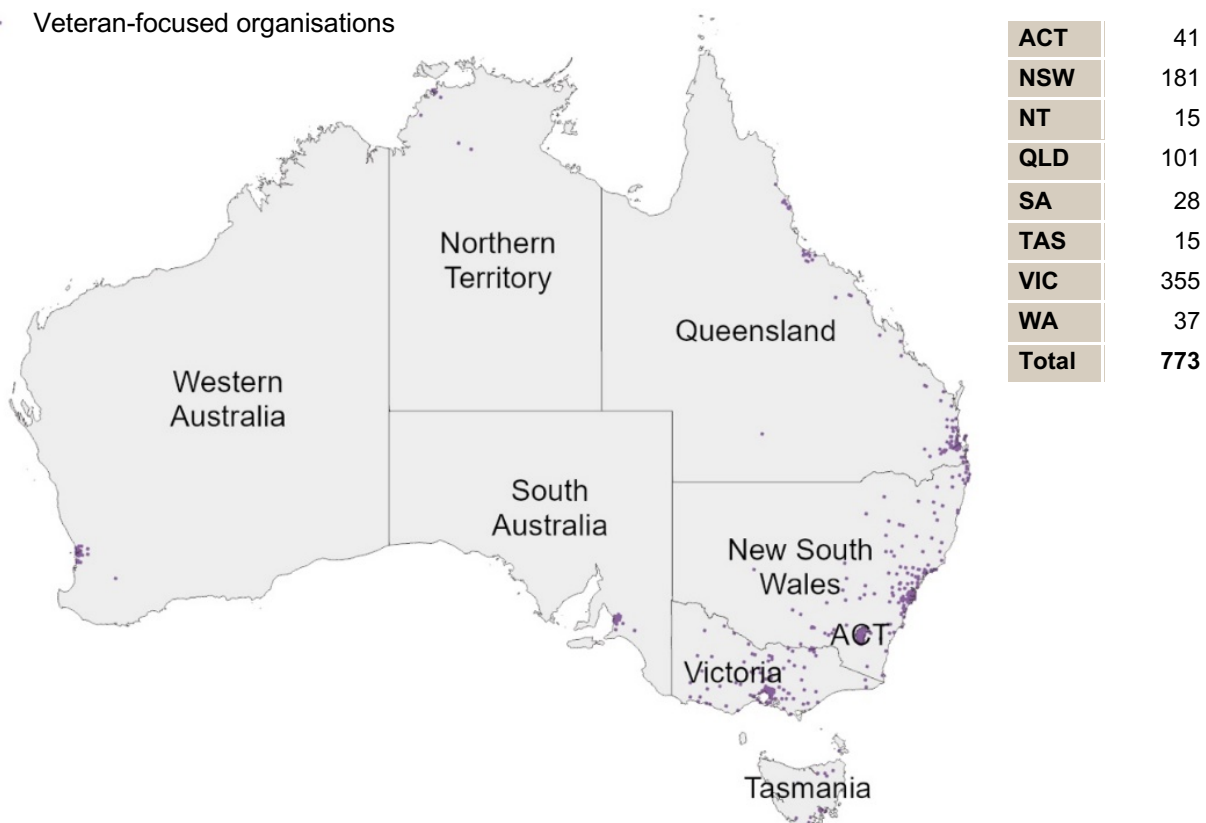 Veteran-focused organisations
ACT 41
NSW 181
NT 15
QLD 101
SA 28
TAS 15
VIC 355
WA 37
Total 773
Northern
Territory
Queensland
Western
Australia
South
Australia
New South
Wales
ACT
Victoria
Tasmania